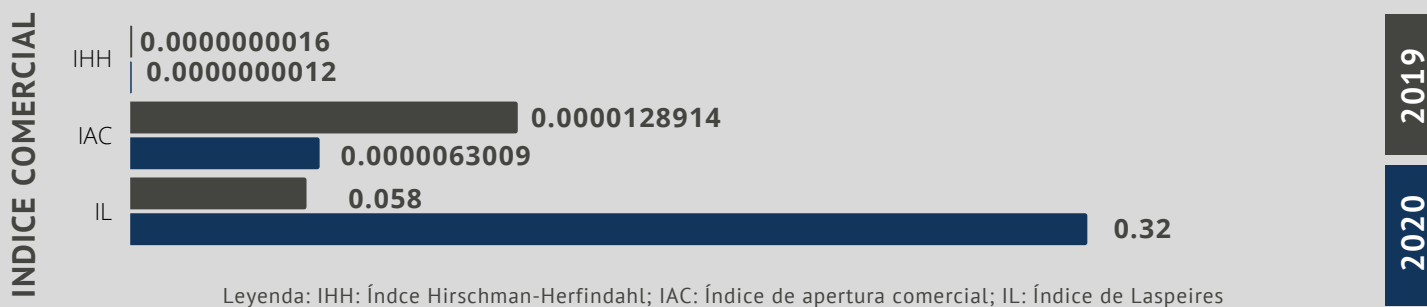 INDICE COMERCIAL
IHH
0.0000000016
0.0000000012
IAC
0.0000128914
0.0000063009
IL
0.058
0.32
2019
2020
Leyenda: IHH: Índce Hirschman-Herfindahl; IAC: Índice de apertura comercial; IL: Índice de Laspeires